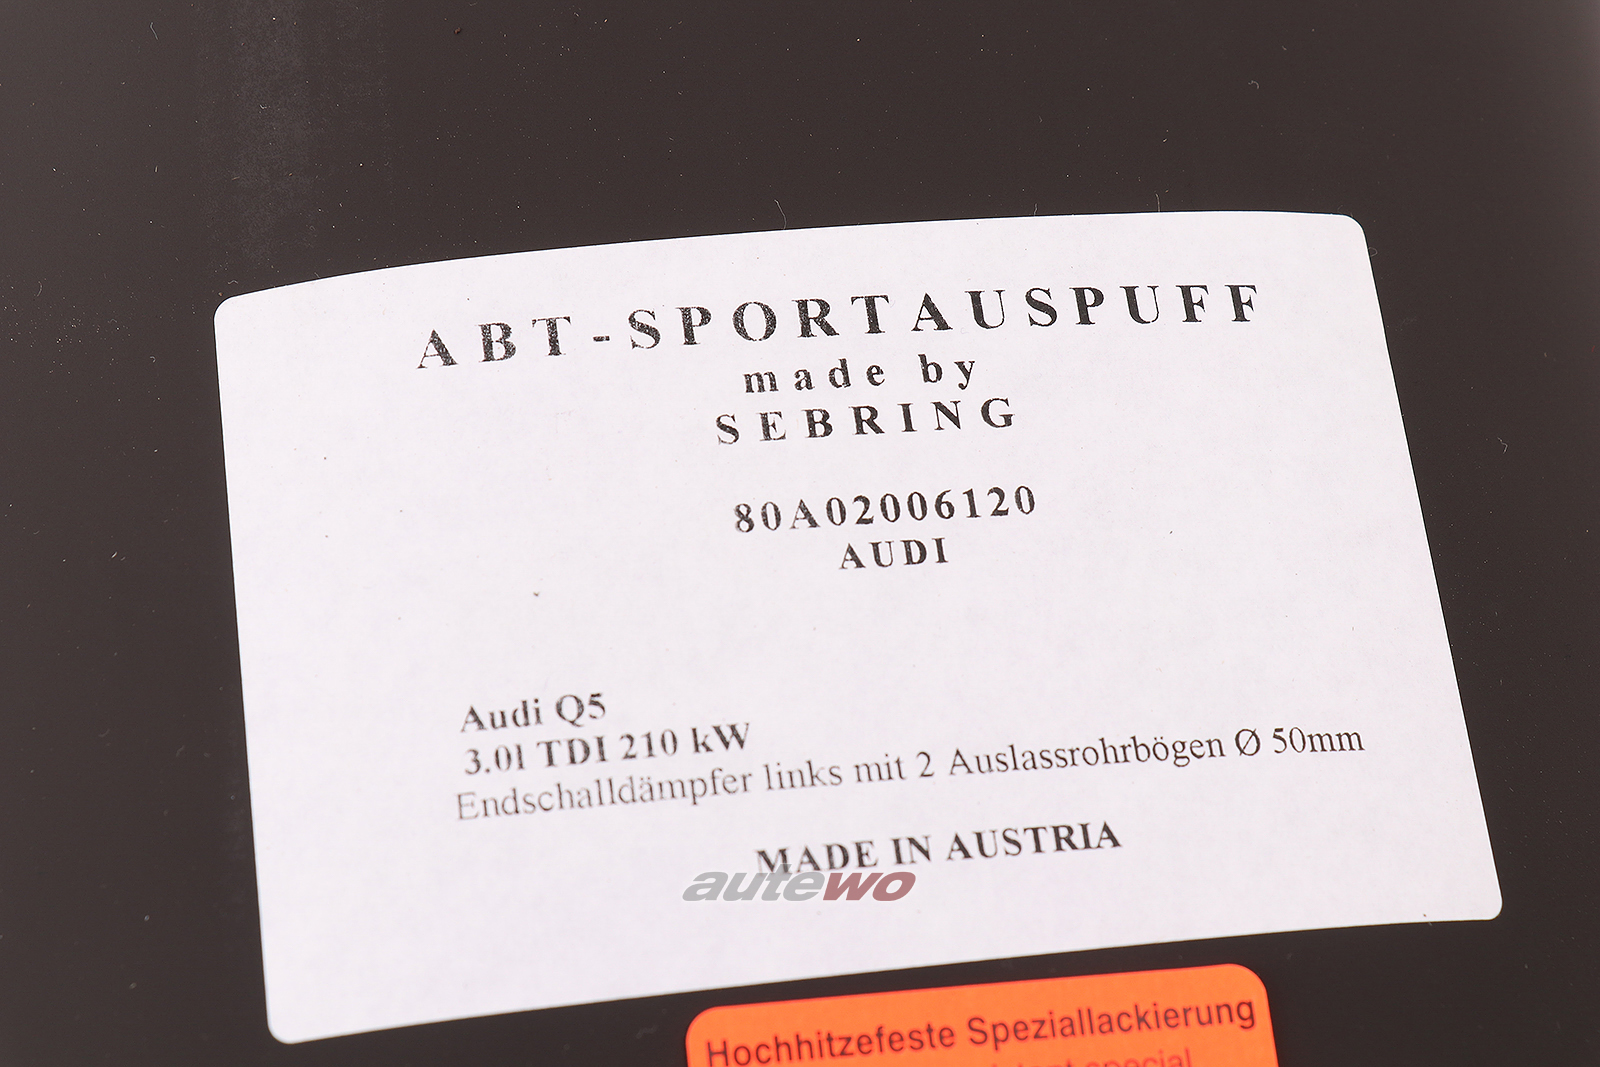 ABT-SPORTAUSPUFF
made by
SEBRING
80A02006120
AUDI
Audi Q5
3.0l TDI 210 kW
Endschalldämpfer links mit 2 Auslassrohrbögen Ø 50mm
MADE IN AUSTRIA
autewo
Hochhitzefeste Speziallackierung
special